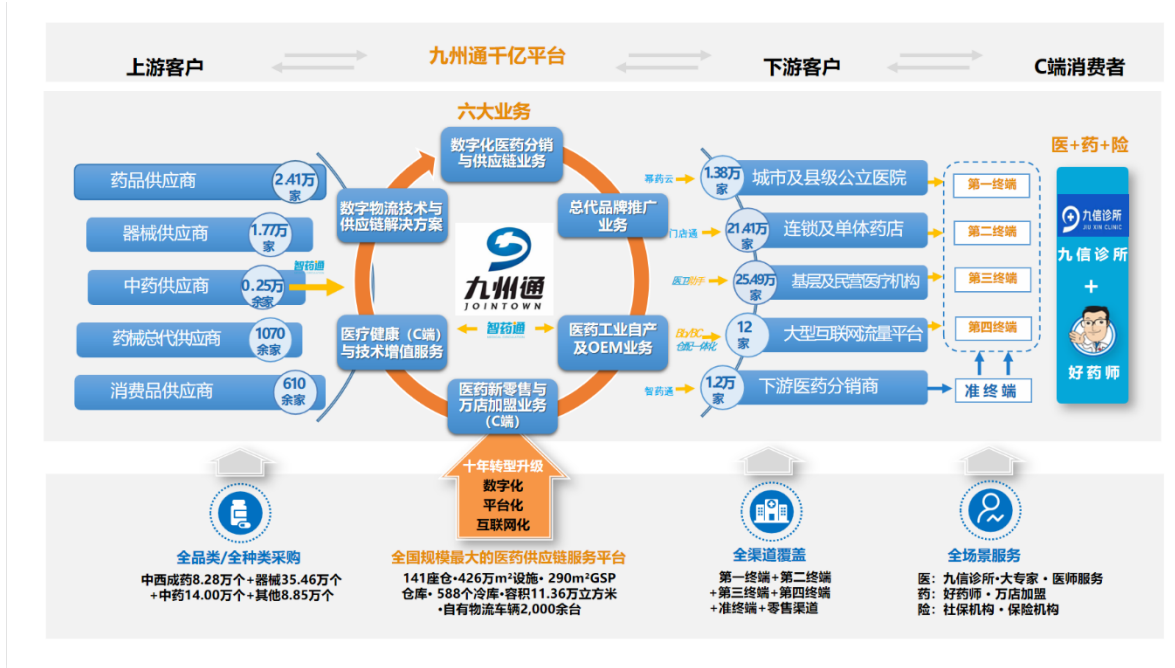 上游客户
九州通千亿平台
下游客户
C端消费者
六大业务
数字化医药分销
与供应链业务
总代品牌推广
业务
医药工业自产
及OEM业务
医药新零售与
万店加盟业务
(C端)
医疗健康（C端）
与技术增值服务
数字物流技术与
供应链解决方案
九州通
JOINTOWN
智药通
药品供应商
2.41万
家
器械供应商
1.77万
家
中药供应商
0.25万
余家
智药通
药械总代供应商
1070
余家
消费品供应商
610
余家
幂药云
1.38万
家
城市及县级公立医院
第一终端
门店通
21.41万
家
连锁及单体药店
第二终端
医卫助手
25.49万
家
基层及民营医疗机构
第三终端
Bb/BC
仓配一体化
12
家
大型互联网流量平台
第四终端
智药通
1.2万
家
下游医药分销商
准终端
医+药+险
九信诊所
JIU XIN CLINIC
九信诊所
+
好药师
十年转型升级
数字化
平台化
互联网化
全品类/全种类采购
中西成药8.28万个+器械35.46万个
+中药14.00万个+其他8.85万个
全国规模最大的医药供应链服务平台
141座仓·426万m²设施· 290m²GSP
仓库· 588个冷库·容积11.36万立方米
·自有物流车辆2,000余台
全渠道覆盖
第一终端+第二终端
+第三终端+第四终端
+准终端+零售渠道
全场景服务
医：九信诊所·大专家·医师服务
药：好药师·万店加盟
险：社保机构·保险机构